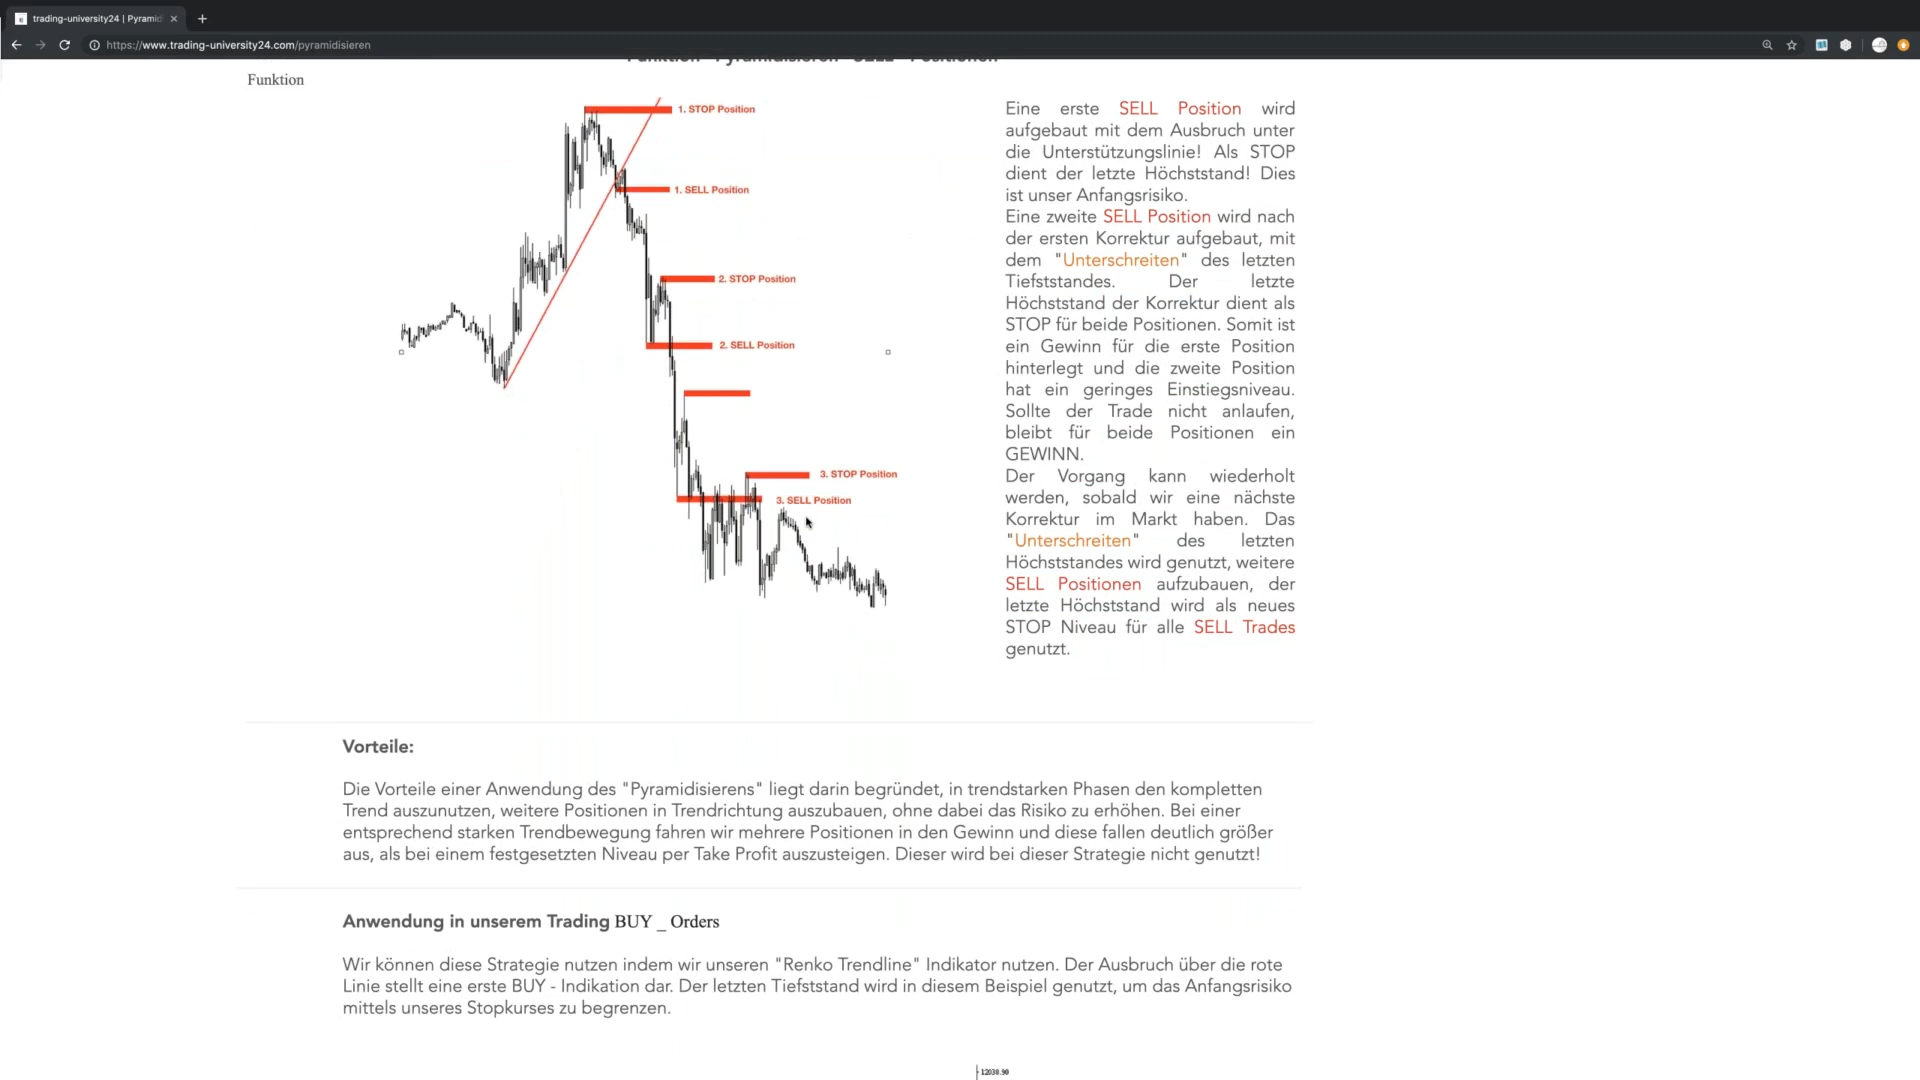 trading-university24 | Pyramid
https://www.trading-university24.com/pyramidisieren
Funktion - Pyramidisieren - SELL - Positionen
Funktion
1. STOP Position
1. SELL Position
2. STOP Position
2. SELL Position
3. STOP Position
3. SELL Position
Eine erste SELL Position wird
aufgebaut mit dem Ausbruch unter
die Unterstützungslinie! Als STOP
dient der letzte Höchststand! Dies
ist unser Anfangsrisiko.
Eine zweite SELL Position wird nach
der ersten Korrektur aufgebaut, mit
dem "Unterschreiten" des letzten
Tiefststandes. Der letzte
Höchststand der Korrektur dient als
STOP für beide Positionen. Somit ist
ein Gewinn für die erste Position
hinterlegt und die zweite Position
hat ein geringes Einstiegsniveau.
Sollte der Trade nicht anlaufen,
bleibt für beide Positionen ein
GEWINN.
Der Vorgang kann wiederholt
werden, sobald wir eine nächste
Korrektur im Markt haben. Das
"Unterschreiten" des letzten
Höchststandes wird genutzt, weitere
SELL Positionen aufzubauen, der
letzte Höchststand wird als neues
STOP Niveau für alle SELL Trades
genutzt.
Vorteile:
Die Vorteile einer Anwendung des "Pyramidisierens" liegt darin begründet, in trendstarken Phasen den kompletten
Trend auszunutzen, weitere Positionen in Trendrichtung auszubauen, ohne dabei das Risiko zu erhöhen. Bei einer
entsprechend starken Trendbewegung fahren wir mehrere Positionen in den Gewinn und diese fallen deutlich größer
aus, als bei einem festgesetzten Niveau per Take Profit auszusteigen. Dieser wird bei dieser Strategie nicht genutzt!
Anwendung in unserem Trading BUY _ Orders
Wir können diese Strategie nutzen indem wir unseren "Renko Trendline" Indikator nutzen. Der Ausbruch über die rote
Linie stellt eine erste BUY - Indikation dar. Der letzten Tiefststand wird in diesem Beispiel genutzt, um das Anfangsrisiko
mittels unseres Stopkurses zu begrenzen.
12030.90